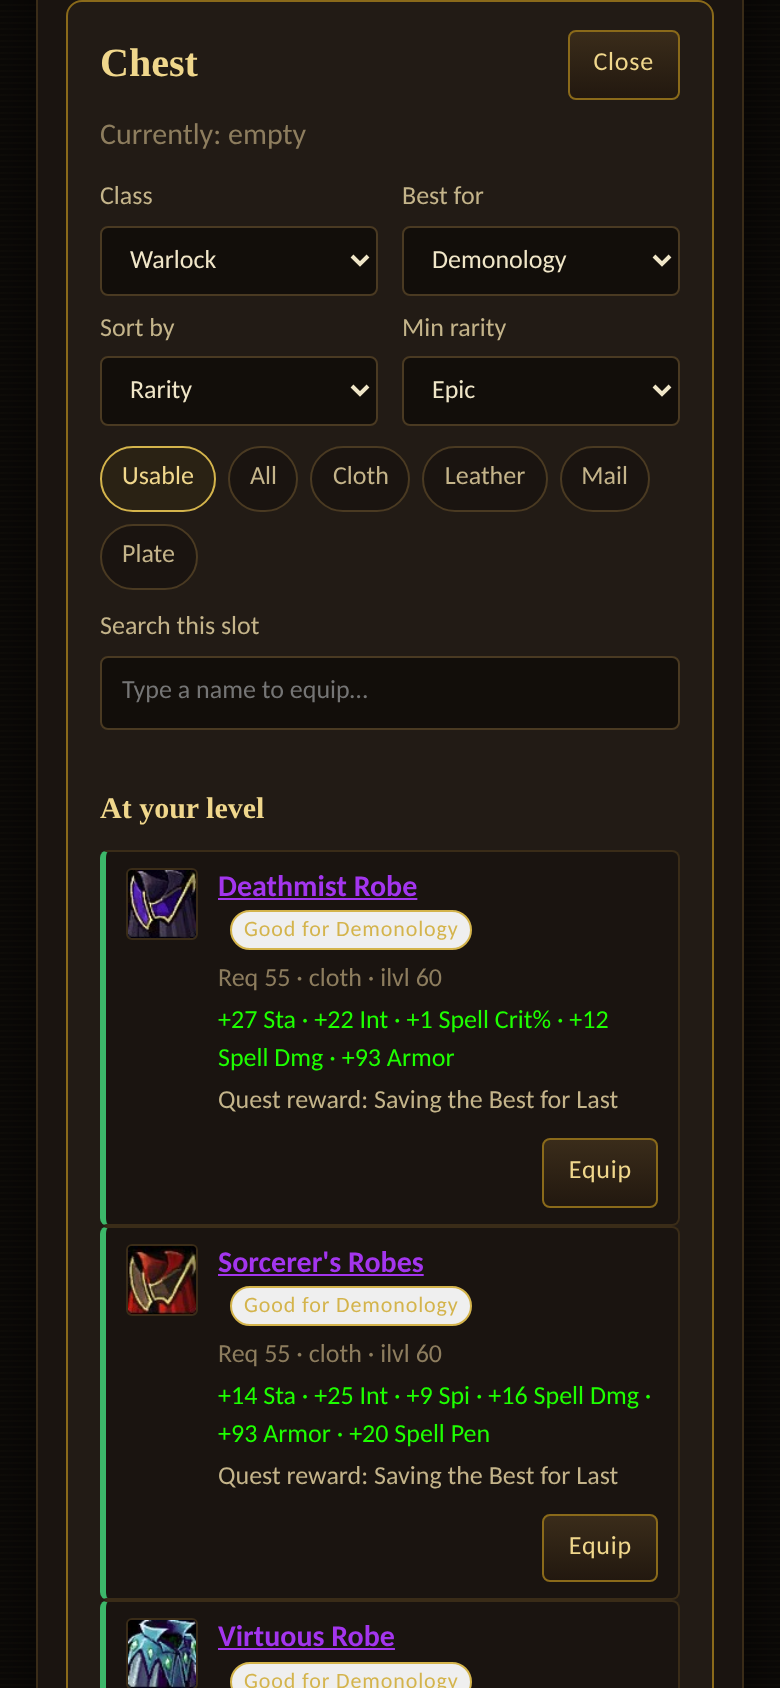 Chest
Close
Currently: empty
Class
Best for
Warlock
Demonology
Sort by
Min rarity
Rarity
Epic
Usable
All
Cloth
Leather
Mail
Plate
Search this slot
Type a name to equip...
At your level
Deathmist Robe
Good for Demonology
Req 55 · cloth · ilvl 60
+27 Sta · +22 Int · +1 Spell Crit% · +12
Spell Dmg · +93 Armor
Quest reward: Saving the Best for Last
Equip
Sorcerer's Robes
Good for Demonology
Req 55 · cloth · ilvl 60
+14 Sta · +25 Int · +9 Spi · +16 Spell Dmg ·
+93 Armor · +20 Spell Pen
Quest reward: Saving the Best for Last
Equip
Virtuous Robe
Good for Demonology